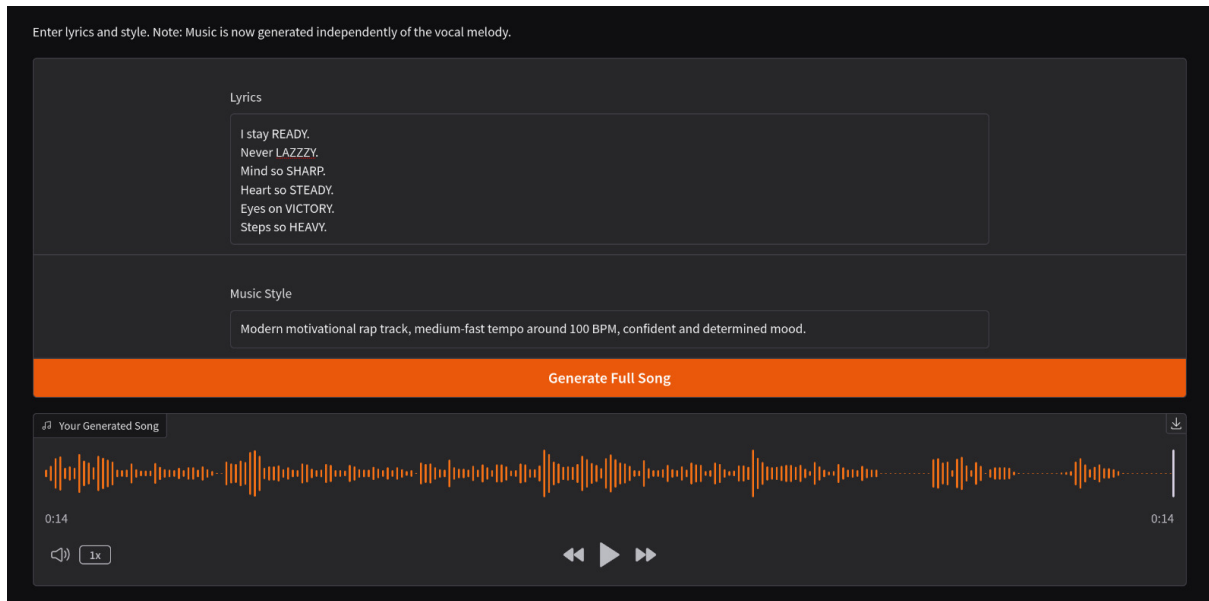 Enter lyrics and style. Note: Music is now generated independently of the vocal melody.
Lyrics
I stay READY.
Never LAZZZY.
Mind so SHARP.
Heart so STEADY.
Eyes on VICTORY.
Steps so HEAVY.
Music Style
Modern motivational rap track, medium-fast tempo around 100 BPM, confident and determined mood.
Generate Full Song
Your Generated Song
0:14 0:14
1x